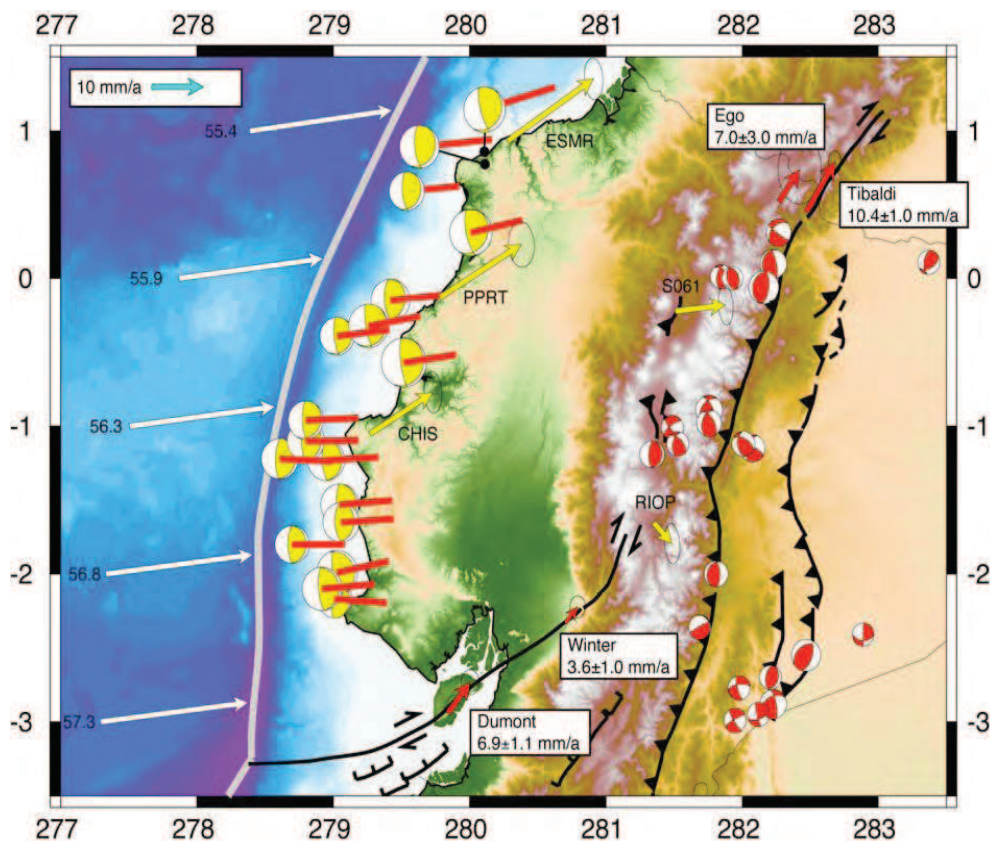 277 278 279 280 281 282 283
10 mm/a
55.4
ESMR
Ego
7.0±3.0 mm/a
1 1
Tibaldi
10.4±1.0 mm/a
55.9
PPRT
S061
0 0
56.3
CHIS
-1 -1
RIOP
56.8
-2 -2
Winter
3.6±1.0 mm/a
57.3
Dumont
6.9±1.1 mm/a
-3 -3
277 278 279 280 281 282 283